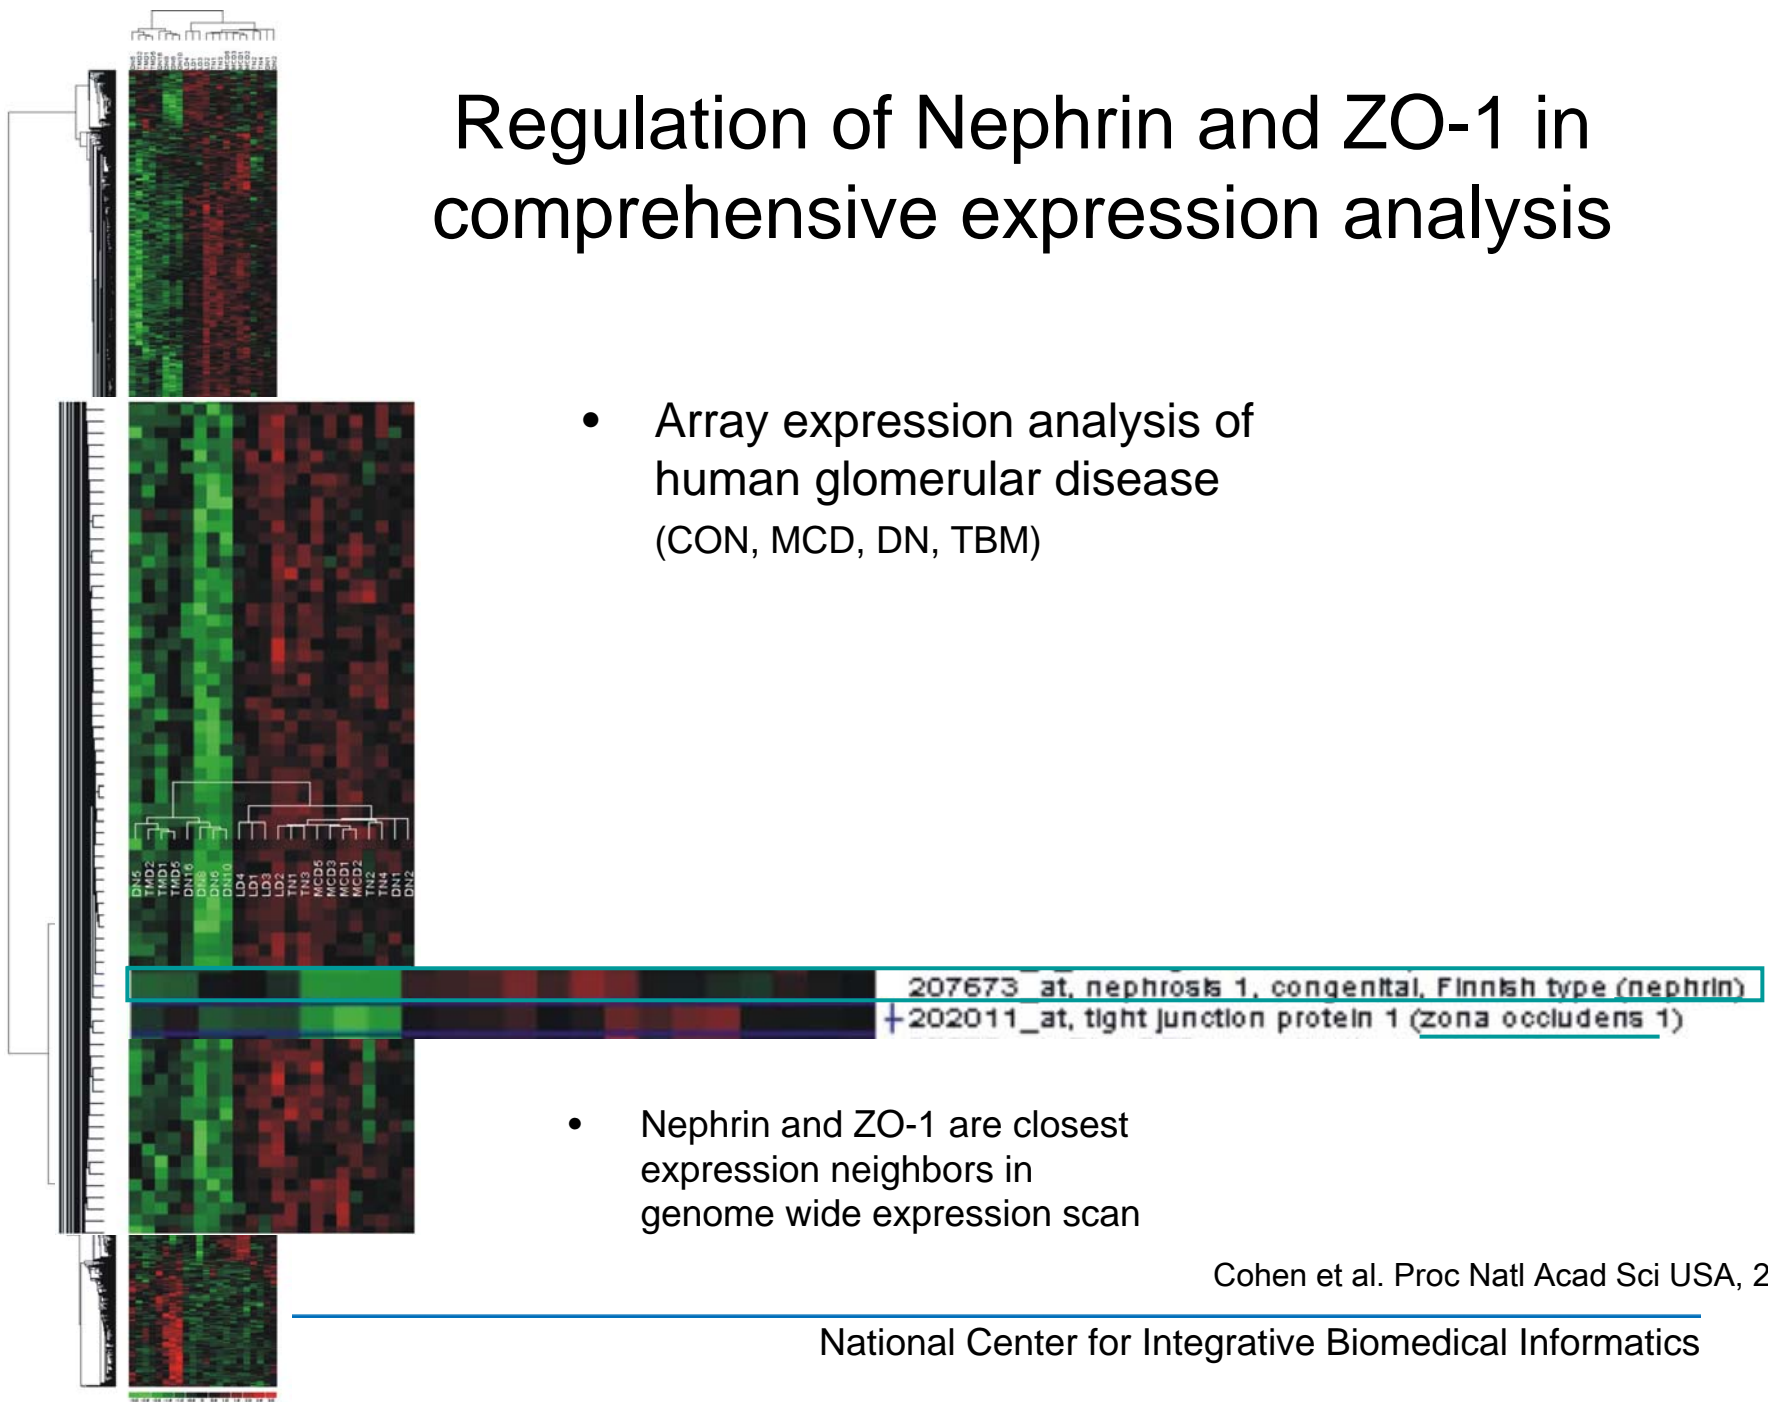 Regulation of Nephrin and ZO-1 in
comprehensive expression analysis
• Array expression analysis of
human glomerular disease
(CON, MCD, DN, TBM)
DN5 TMD2 TMD1 TMD5 DN16 DN8 DN6 DN10 LD4 LD1 LD3 LD2 TN1 TN3 MCD5 MCD3 MCD1 MCD2 TN2 TN4 DN1 DN2
207673_at, nephrosis 1, congenital, Finnish type (nephrin)
202011_at, tight junction protein 1 (zona occludens 1)
• Nephrin and ZO-1 are closest
expression neighbors in
genome wide expression scan
Cohen et al. Proc Natl Acad Sci USA, 2
National Center for Integrative Biomedical Informatics